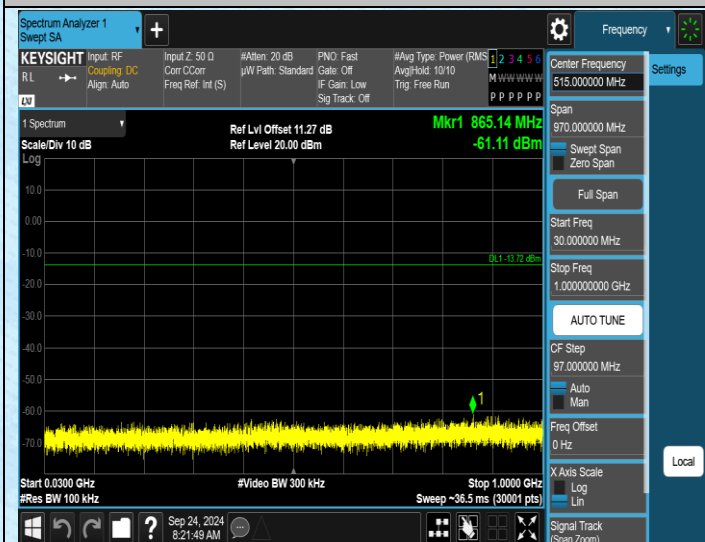 Spectrum Analyzer 1
Swept SA
+
Frequency
KEYSIGHT
RL
LXI
Input: RF
Coupling: DC
Align: Auto
Input Z: 50 Ω
Corr CCorr
Freq Ref: Int (S)
#Atten: 20 dB
µW Path: Standard
PNO: Fast
Gate: Off
IF Gain: Low
Sig Track: Off
#Avg Type: Power (RMS
Avg|Hold: 10/10
Trig: Free Run
1 2 3 4 5 6
M W W W W W
P P P P P P
1 Spectrum
Scale/Div 10 dB
Ref Lvl Offset 11.27 dB
Ref Level 20.00 dBm
Mkr1 865.14 MHz
-61.11 dBm
Log
10.0
0.00
-10.0
-20.0
-30.0
-40.0
-50.0
-60.0
-70.0
DL1 -13.72 dBm
1
Start 0.0300 GHz
#Res BW 100 kHz
#Video BW 300 kHz
Stop 1.0000 GHz
Sweep ~36.5 ms (30001 pts)
Center Frequency
515.000000 MHz
Span
970.000000 MHz
Swept Span
Zero Span
Full Span
Start Freq
30.000000 MHz
Stop Freq
1.000000000 GHz
AUTO TUNE
CF Step
97.000000 MHz
Auto
Man
Freq Offset
0 Hz
X Axis Scale
Log
Lin
Signal Track
(Span Zoom)
Settings
Local
?
Sep 24, 2024
8:21:49 AM